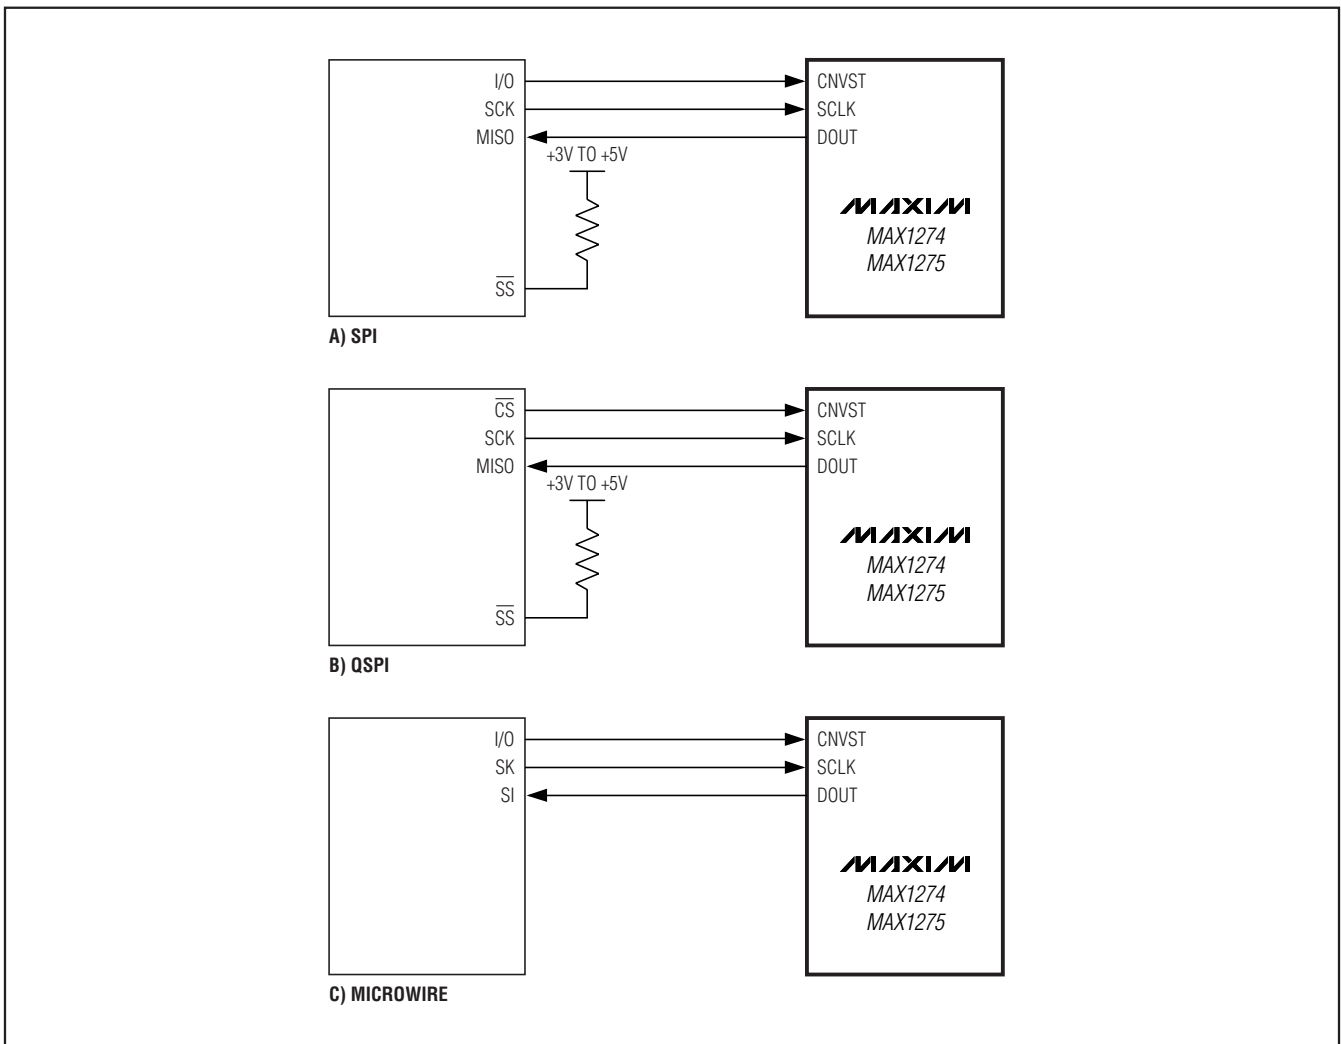 I/O CNVST
SCK SCLK
MISO DOUT
+3V TO +5V
MAXIM
MAX1274
MAX1275
SS
A) SPI
CS CNVST
SCK SCLK
MISO DOUT
+3V TO +5V
MAXIM
MAX1274
MAX1275
SS
B) QSPI
I/O CNVST
SK SCLK
SI DOUT
MAXIM
MAX1274
MAX1275
C) MICROWIRE